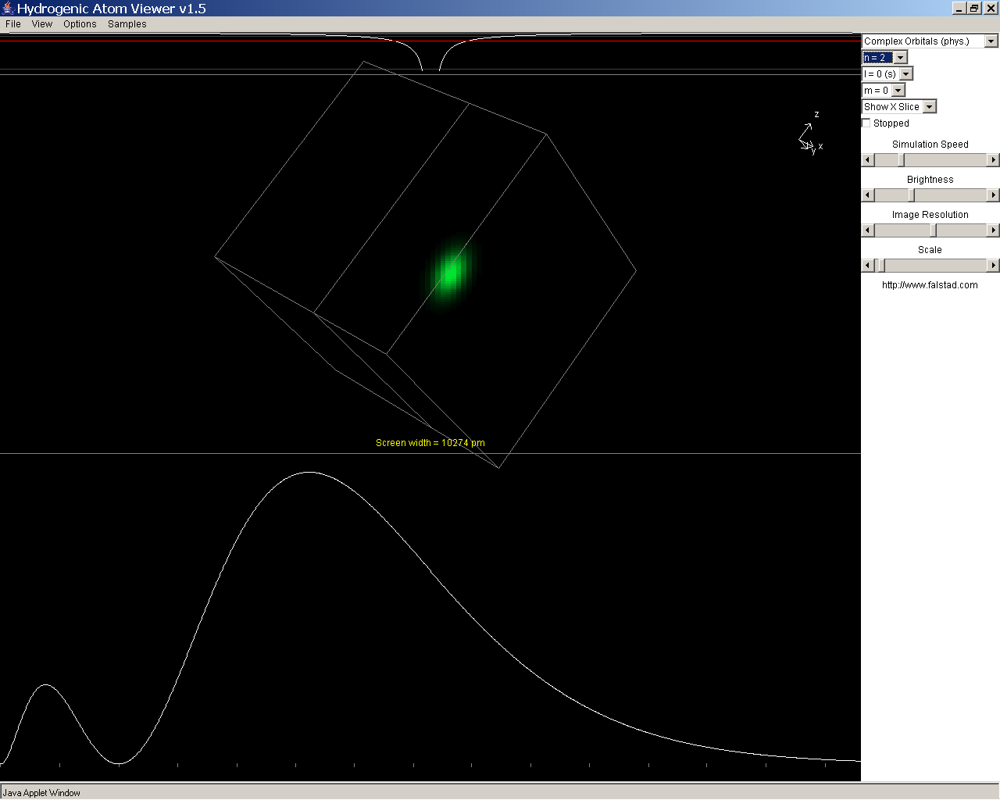 Hydrogenic Atom Viewer v1.5
File View Options Samples
Complex Orbitals (phys.)
n = 2
l = 0 (s)
m = 0
Show X Slice
Stopped
Simulation Speed
Brightness
Image Resolution
Scale
http://www.falstad.com
z
x
y
Screen width = 10274 pm
Java Applet Window